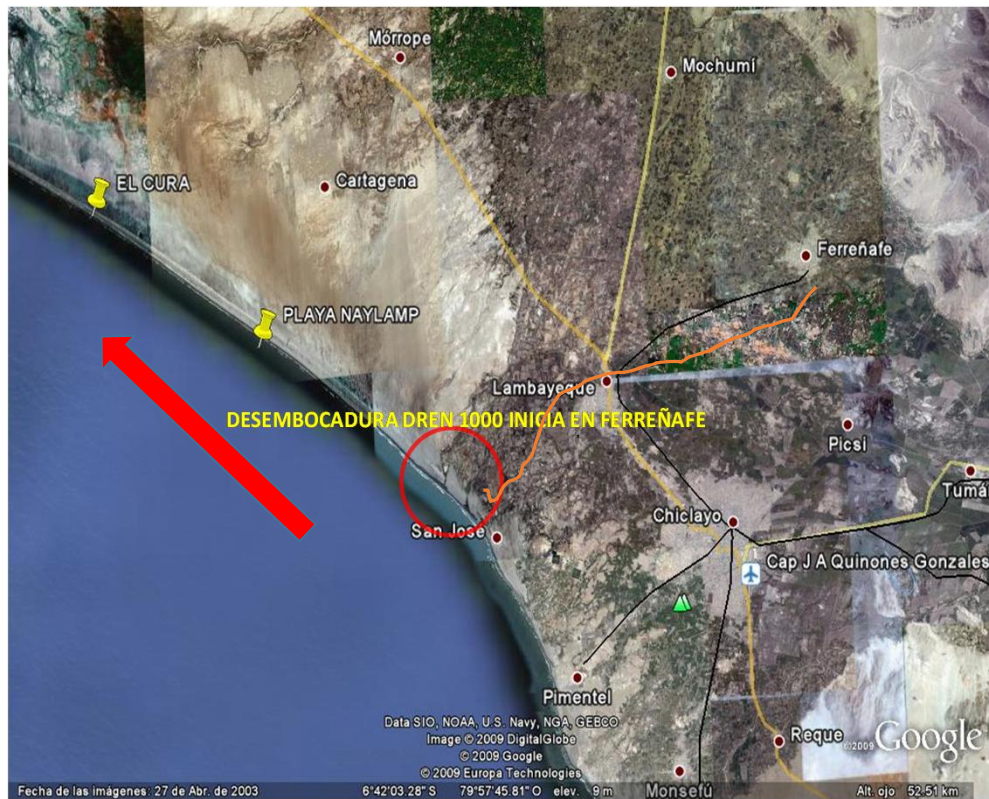 Mórrope
Mochumí
EL CURA
Cartagena
Ferreñafe
PLAYA NAYLAMP
Lambayeque
DESEMBOCADURA DREN 1000 INICIA EN FERREÑAFE
Picsi
Tumá
Chiclayo
San Jose
Cap J A Quinones Gonzales
Pimentel
Data SIO, NOAA, U.S. Navy, NGA, GEBCO
Image © 2009 DigitalGlobe
© 2009 Google
© 2009 Europa Technologies
Reque
©2009 Google
Monsefú
Fecha de las imágenes: 27 de Abr. de 2003 6°42'03.28" S 79°57'45.81" O elev. 9 m Alt. ojo 52.51 km